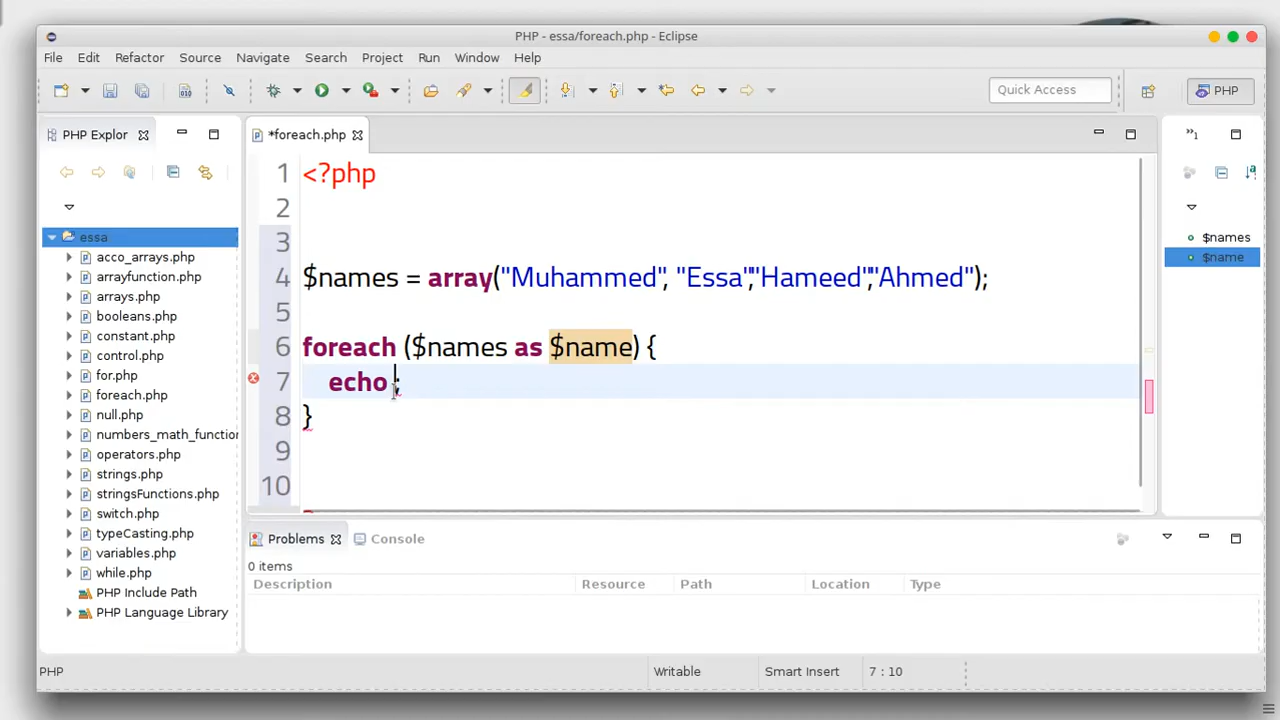 PHP - essa/foreach.php - Eclipse
File Edit Refactor Source Navigate Search Project Run Window Help
Quick Access
PHP
PHP Explor
*foreach.php
1 <?php
2
3
4 $names = array("Muhammed", "Essa","Hameed","Ahmed");
5
6 foreach ($names as $name) {
7 echo ;
8 }
9
10
essa
acco_arrays.php
arrayfunction.php
arrays.php
booleans.php
constant.php
control.php
for.php
foreach.php
null.php
numbers_math_function
operators.php
strings.php
stringsFunctions.php
switch.php
typeCasting.php
variables.php
while.php
PHP Include Path
PHP Language Library
$names
$name
Problems Console
0 items
Description Resource Path Location Type
PHP Writable Smart Insert 7 : 10